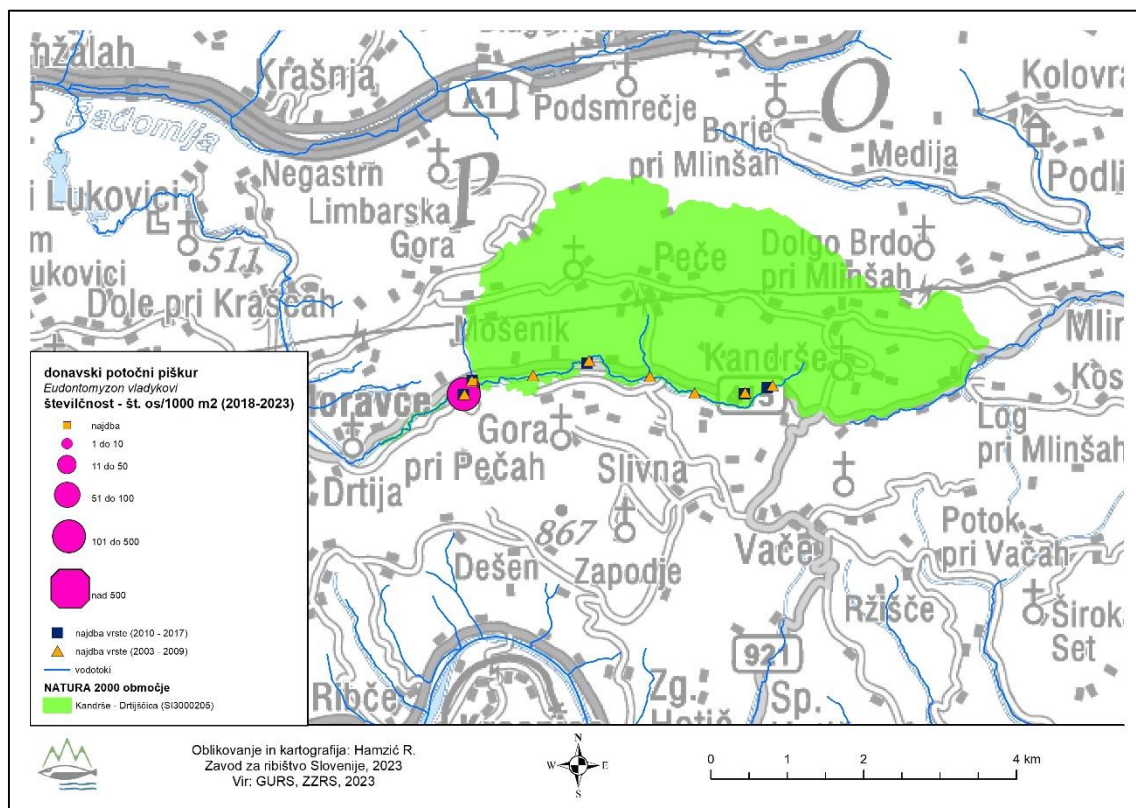 mžalah
Krašnja
A1
Podsmrečje
O
Kolovra
Radomlja
Borje
pri Mlinšah
Medija
Podli
Negastrn
P
i Lukovici
Limbarska
Gora
m
ukovici
511
Peče
Dolgo Brdo
pri Mlinšah
Dole pri Kraščah
Mošenik
Mlin
Kandrše
Kos
oravče
Gora
pri Pečah
Log
pri Mlinšah
Drtija
Slivna
867
Vače
Potok
pri Vačah
Dešen
Zapodje
Ržišče
Široka
Set
921
Ribče
Zg.
Hotič
Sp.
donavski potočni piškur
Eudontomyzon vladykovi
številčnost - št. os/1000 m2 (2018-2023)
najdba
1 do 10
11 do 50
51 do 100
101 do 500
nad 500
najdba vrste (2010 - 2017)
najdba vrste (2003 - 2009)
vodotoki
NATURA 2000 območje
Kandrše - Drtijščica (SI3000205)
Oblikovanje in kartografija: Hamzić R.
Zavod za ribištvo Slovenije, 2023
Vir: GURS, ZZRS, 2023
N
W E
S
0 1 2 4 km